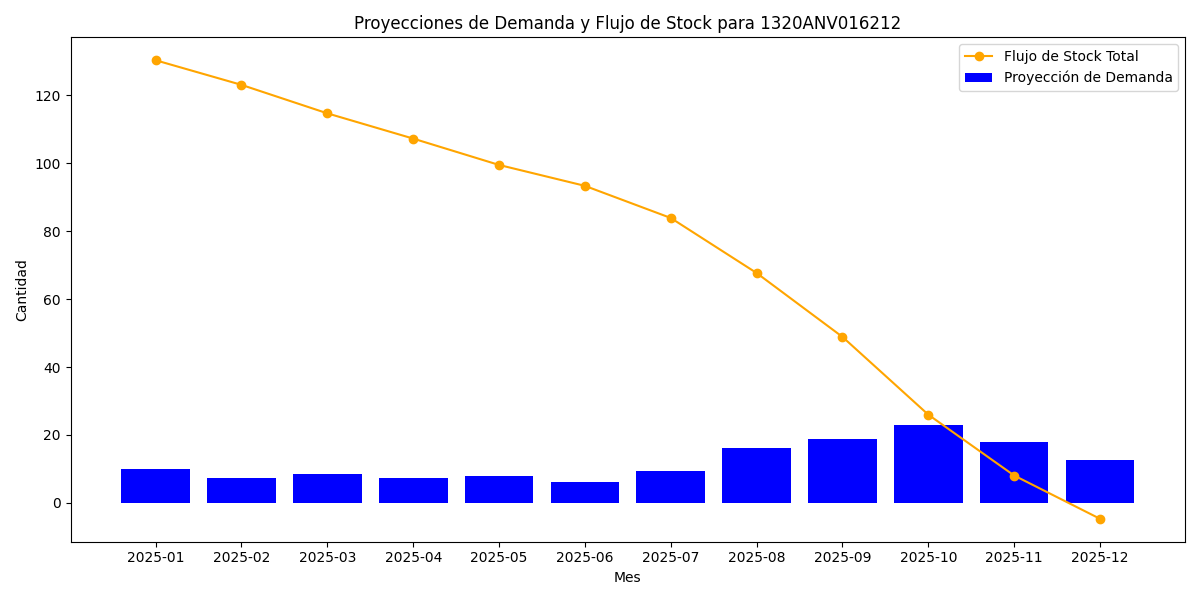 Proyecciones de Demanda y Flujo de Stock para 1320ANV016212
Flujo de Stock Total
Proyección de Demanda
Cantidad
120
100
80
60
40
20
0
2025-01 2025-02 2025-03 2025-04 2025-05 2025-06 2025-07 2025-08 2025-09 2025-10 2025-11 2025-12
Mes